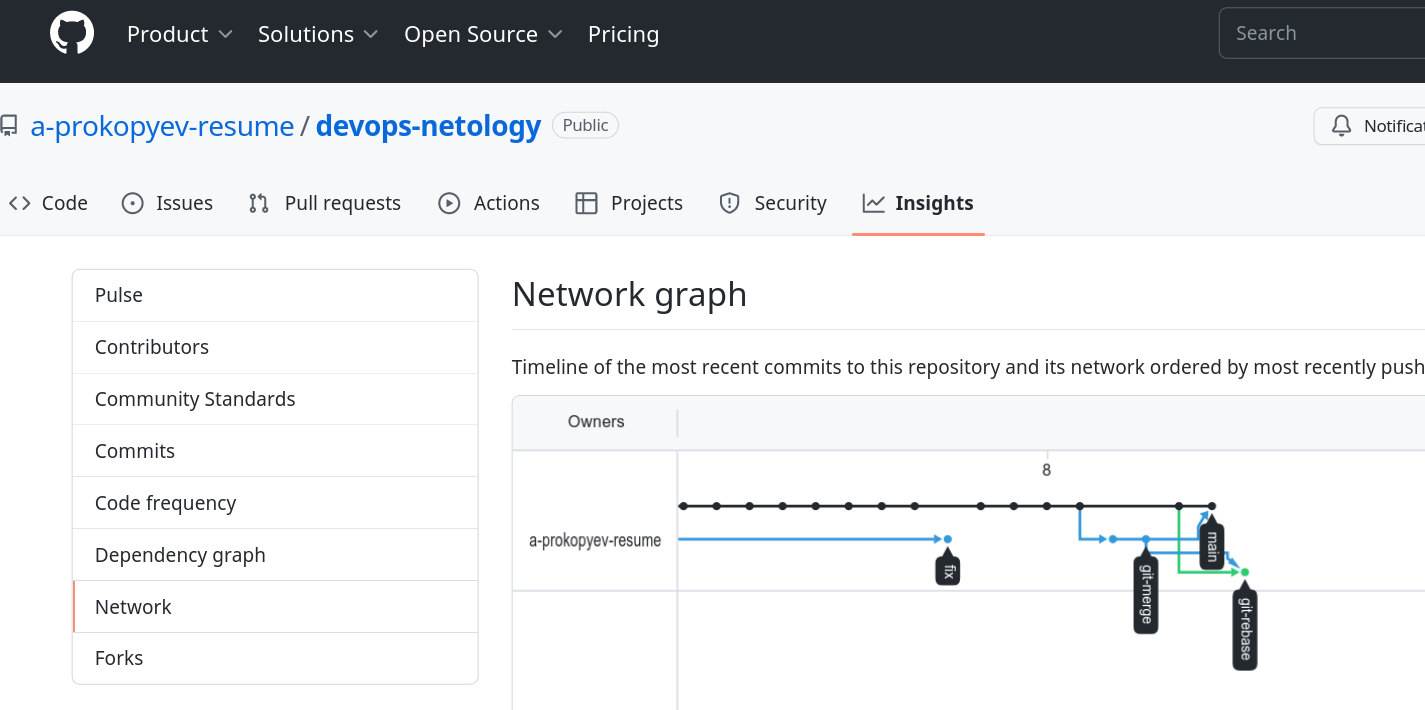 Product Solutions Open Source Pricing Search
a-prokopyev-resume / devops-netology Public
Code Issues Pull requests Actions Projects Security Insights
Pulse
Contributors
Community Standards
Commits
Code frequency
Dependency graph
Network
Forks
Network graph
Timeline of the most recent commits to this repository and its network ordered by most recently push
Owners
8
a-prokopyev-resume
fix
git-merge
main
git-rebase